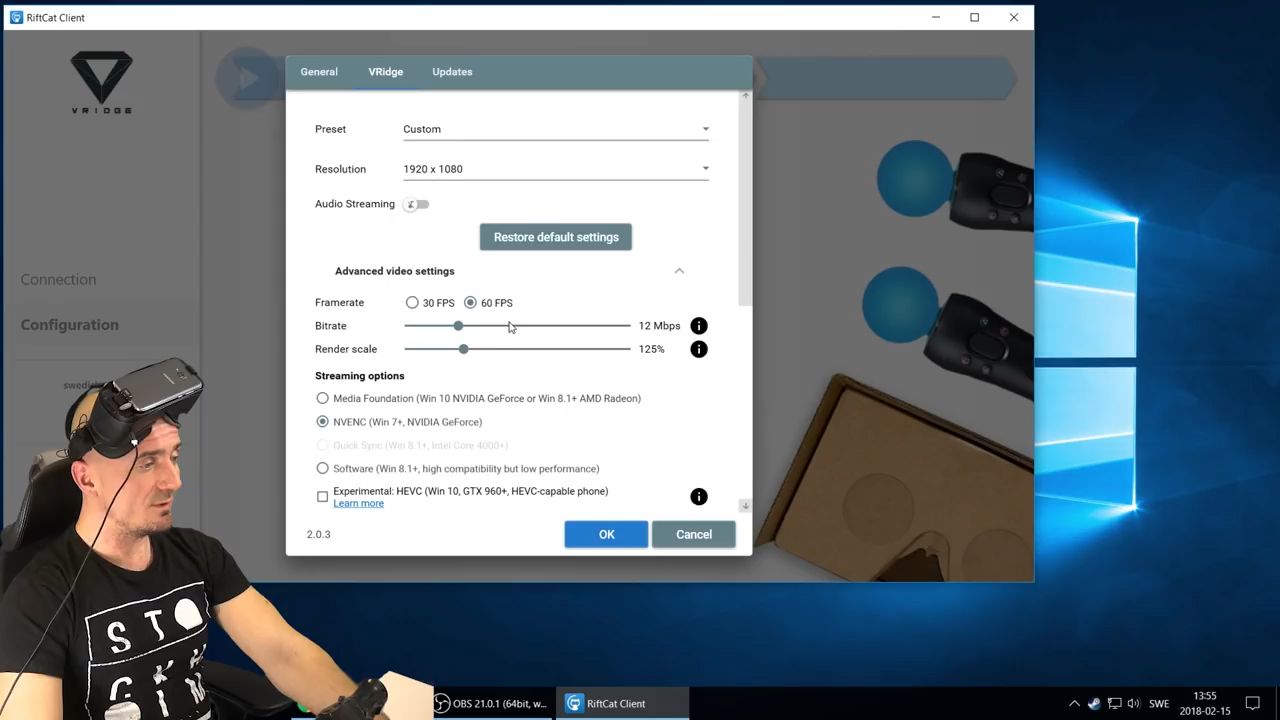 RiftCat Client
General
VRidge
Updates
VRIDGE
Preset
Custom
Resolution
1920 x 1080
Audio Streaming
Restore default settings
Advanced video settings
Framerate
30 FPS
60 FPS
Bitrate
12 Mbps
Render scale
125%
Streaming options
Media Foundation (Win 10 NVIDIA GeForce or Win 8.1+ AMD Radeon)
NVENC (Win 7+, NVIDIA GeForce)
Quick Sync (Win 8.1+, Intel Core 4000+)
Software (Win 8.1+, high compatibility but low performance)
Experimental: HEVC (Win 10, GTX 960+, HEVC-capable phone)
Learn more
2.0.3
OK
Cancel
Connection
Configuration
STO
CKH
OBS 21.0.1 (64bit, w...
RiftCat Client
SWE
13:55
2018-02-15